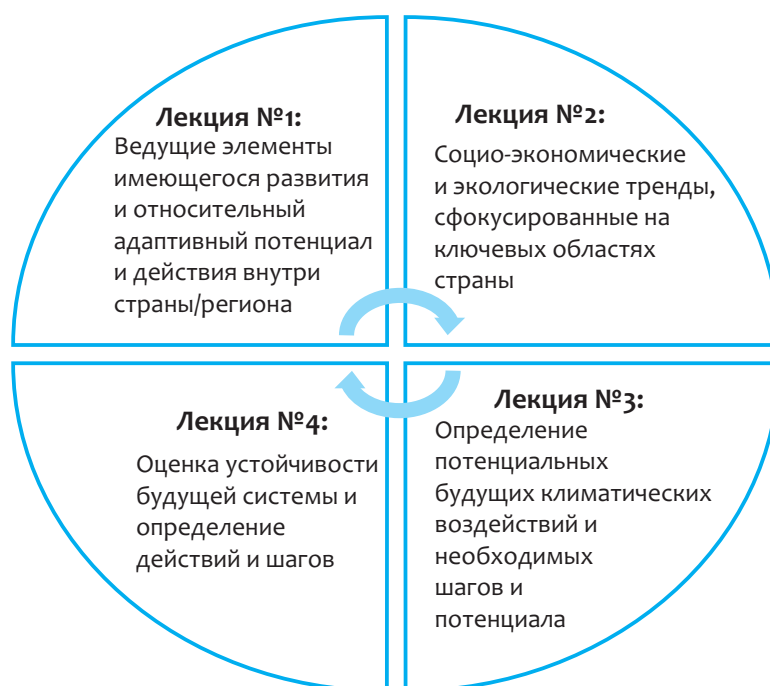 Лекция №1:
Ведущие элементы
имеющегося развития
и относительный
адаптивный потенциал
и действия внутри
страны/региона
Лекция №2:
Социо-экономические
и экологические тренды,
сфокусированные на
ключевых областях
страны
Лекция №3:
Определение
потенциальных
будущих климатических
воздействий и
необходимых
шагов и
потенциала
Лекция №4:
Оценка устойчивости
будущей системы и
определение
действий и шагов